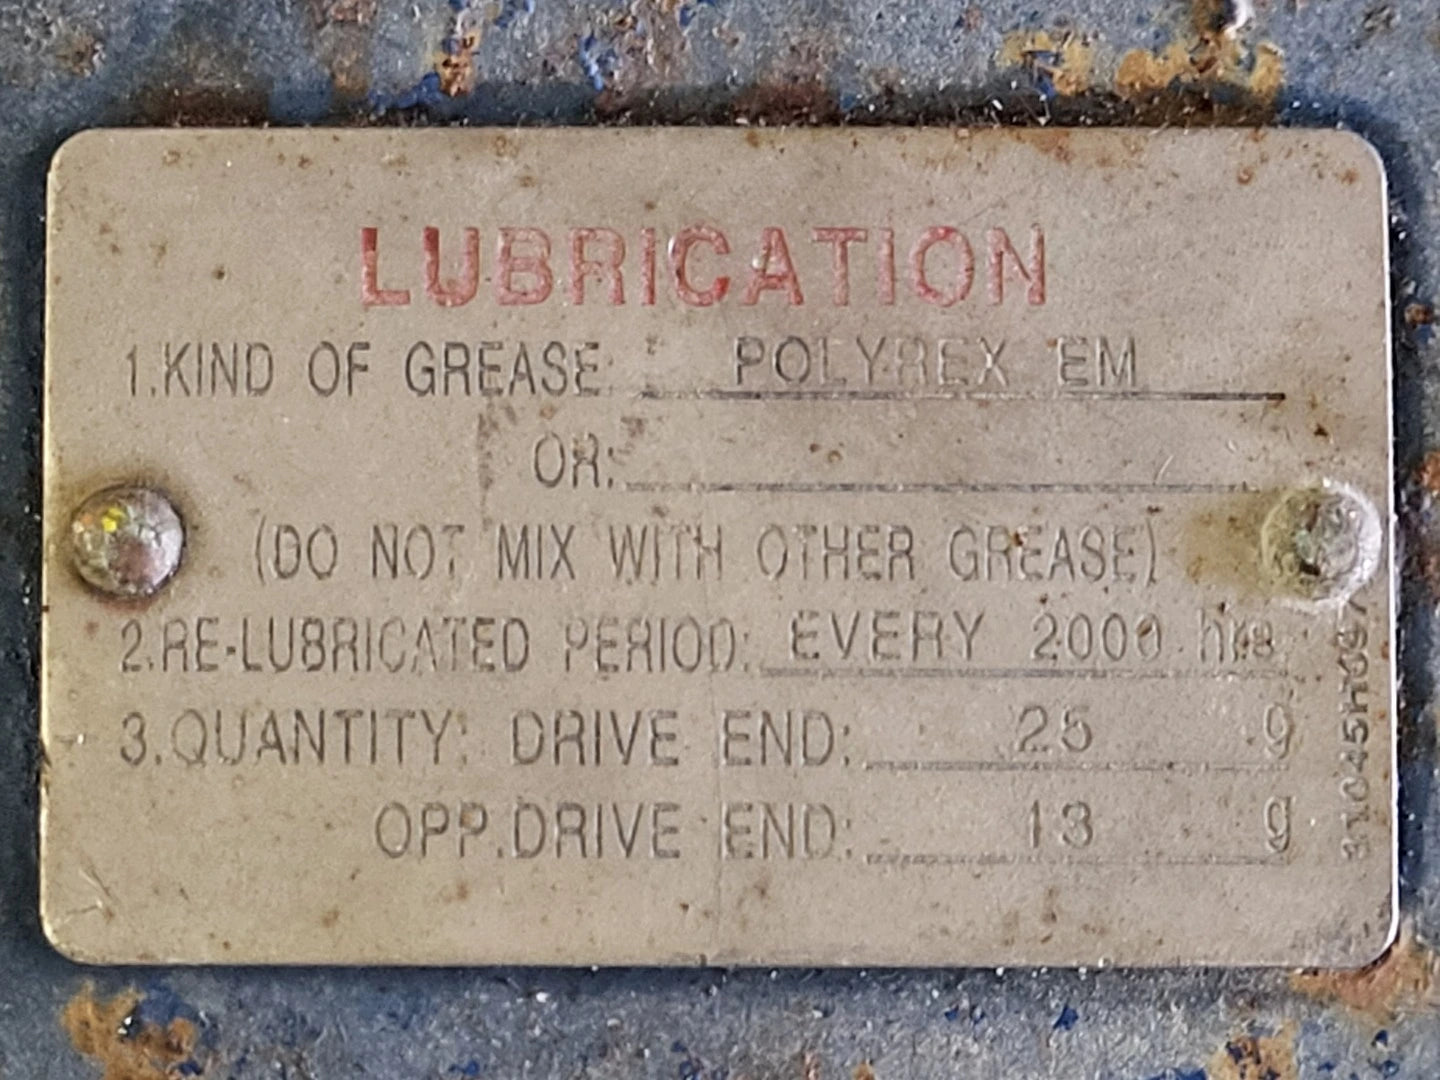 LUBRICATION
1.KIND OF GREASE: POLYREX EM
OR:
(DO NOT MIX WITH OTHER GREASE)
2.RE-LUBRICATED PERIOD: EVERY 2000 hrs
3.QUANTITY: DRIVE END: 25 g
OPP.DRIVE END: 13 g